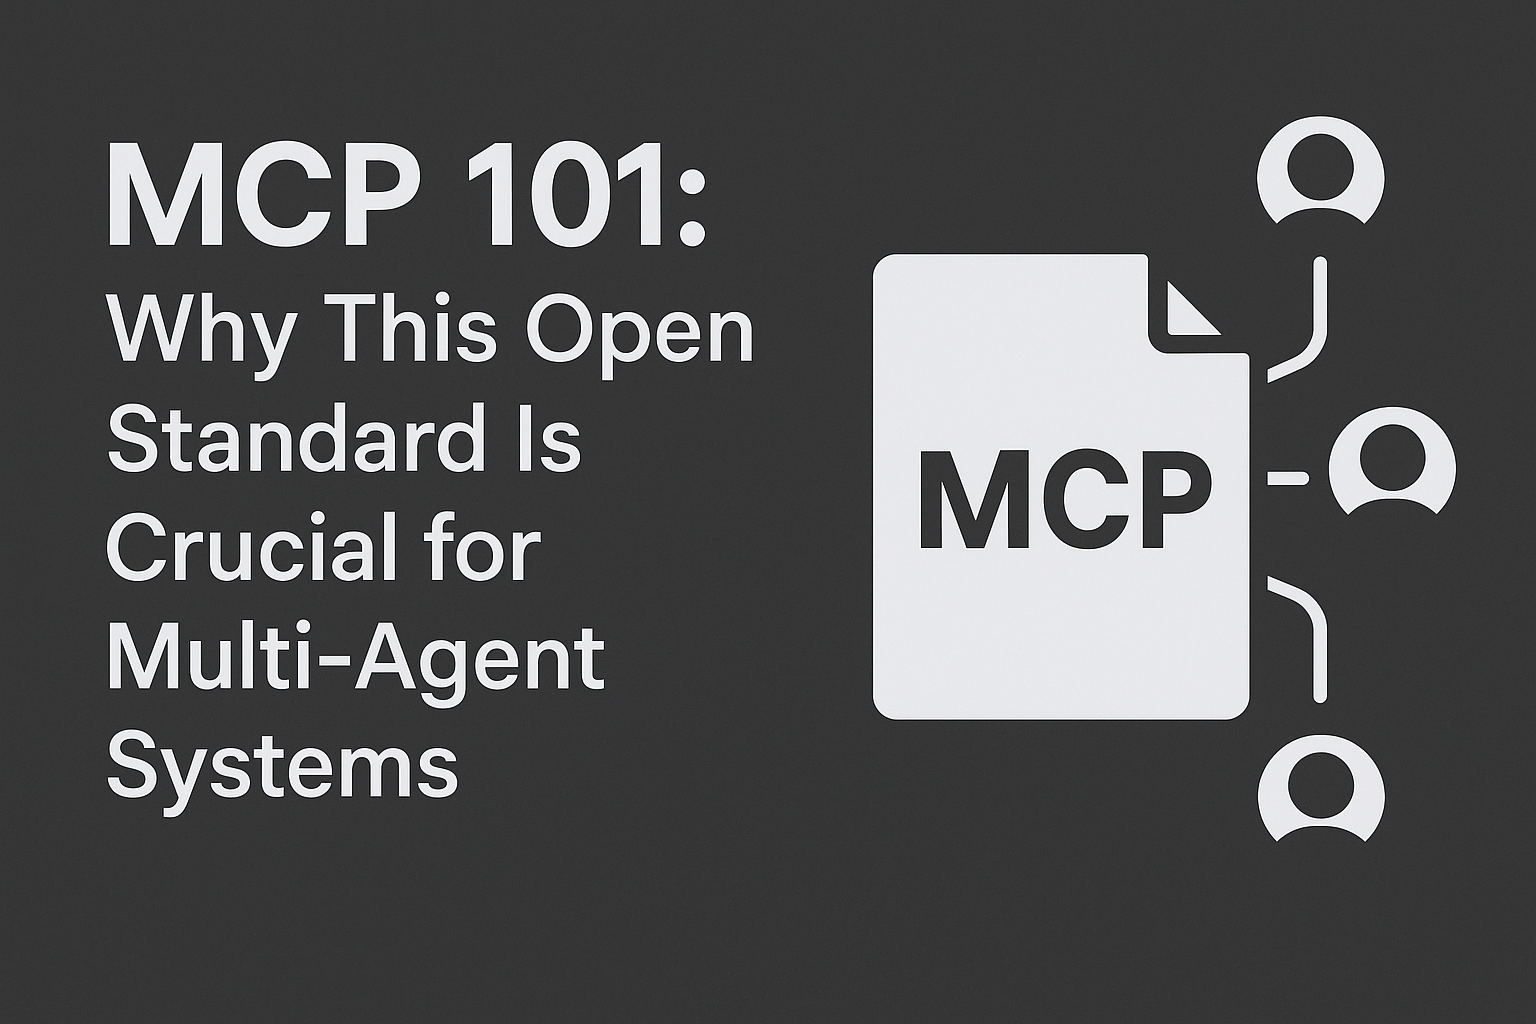 MCP 101:
Why This Open
Standard Is
Crucial for
Multi-Agent
Systems
MCP